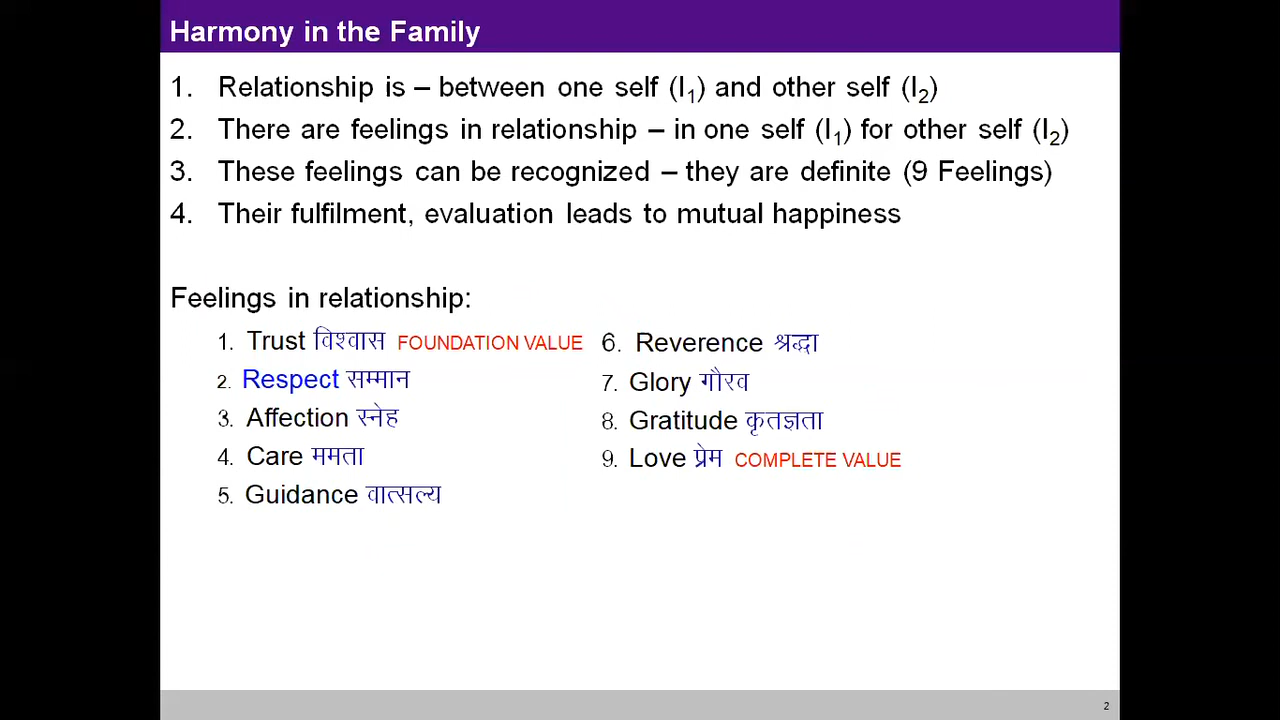 Harmony in the Family
1. Relationship is – between one self (I1) and other self (I2)
2. There are feelings in relationship – in one self (I1) for other self (I2)
3. These feelings can be recognized – they are definite (9 Feelings)
4. Their fulfilment, evaluation leads to mutual happiness
Feelings in relationship:
1. Trust विश्वास FOUNDATION VALUE
2. Respect सम्मान
3. Affection स्नेह
4. Care ममता
5. Guidance वात्सल्य
6. Reverence श्रद्धा
7. Glory गौरव
8. Gratitude कृतज्ञता
9. Love प्रेम COMPLETE VALUE
2